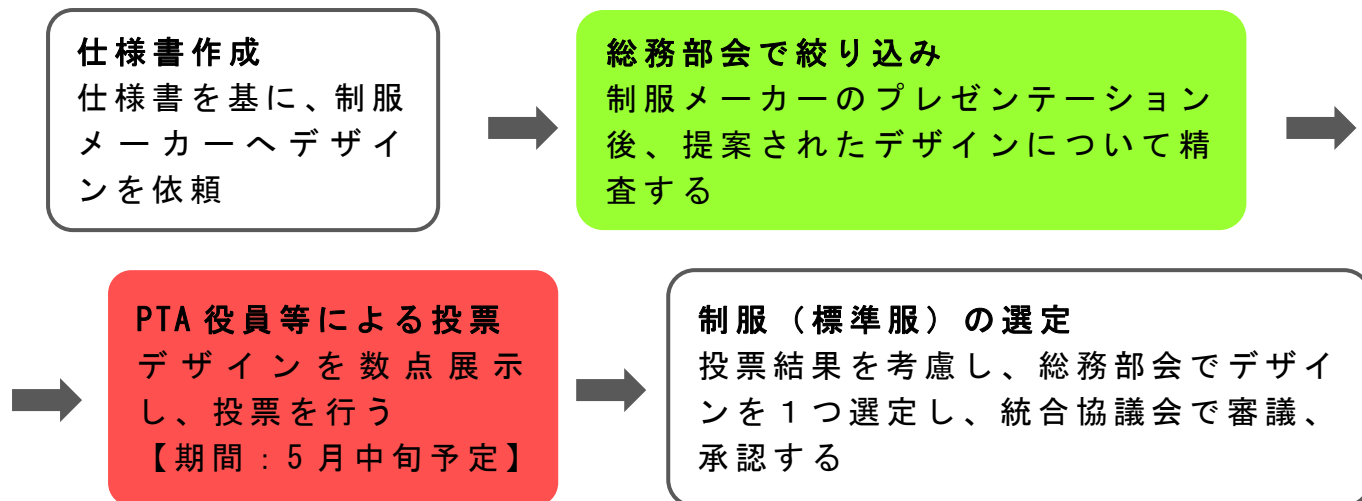 仕様書作成
仕様書を基に、制服
メーカーへデザイ
ンを依頼
総務部会で絞り込み
制服メーカーのプレゼンテーション
後、提案されたデザインについて精
査する
PTA役員等による投票
デザインを数点展示
し、投票を行う
【期間：5月中旬予定】
制服（標準服）の選定
投票結果を考慮し、総務部会でデザイ
ンを１つ選定し、統合協議会で審議、
承認する